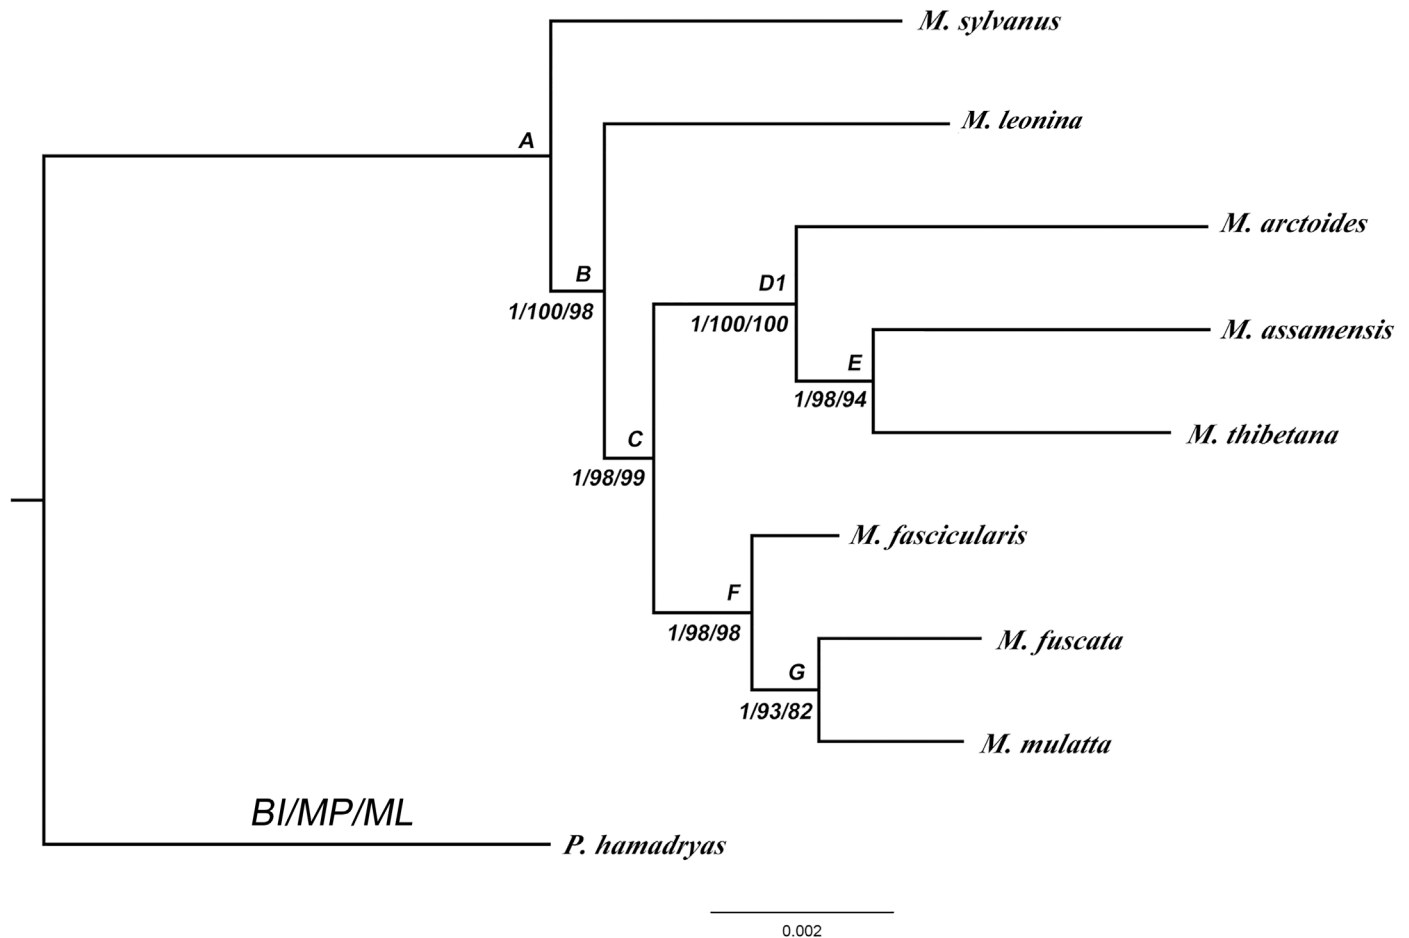 M. sylvanus
M. leonina
A
M. arctoides
B
D1
1/100/98
1/100/100
M. assamensis
E
1/98/94
M. thibetana
C
1/98/99
M. fascicularis
F
1/98/98
M. fuscata
G
1/93/82
M. mulatta
BI/MP/ML
P. hamadryas
0.002